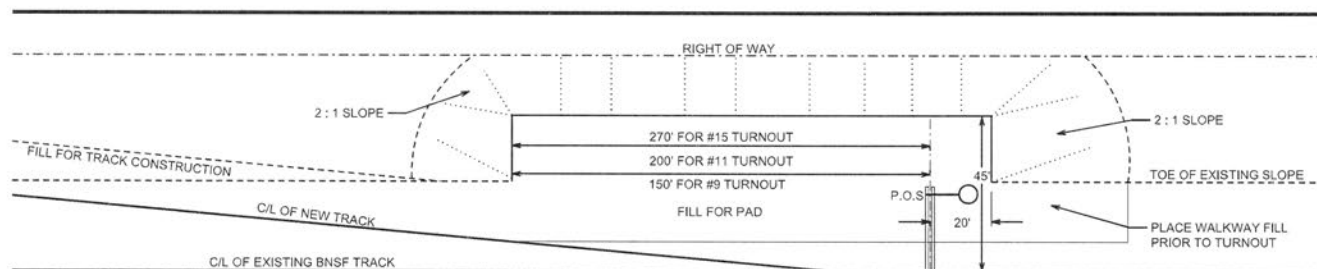 RIGHT OF WAY
2 : 1 SLOPE
2 : 1 SLOPE
270' FOR #15 TURNOUT
FILL FOR TRACK CONSTRUCTION
200' FOR #11 TURNOUT
150' FOR #9 TURNOUT
45'
TOE OF EXISTING SLOPE
P.O.S
C/L OF NEW TRACK
FILL FOR PAD
20'
PLACE WALKWAY FILL
PRIOR TO TURNOUT
C/L OF EXISTING BNSF TRACK